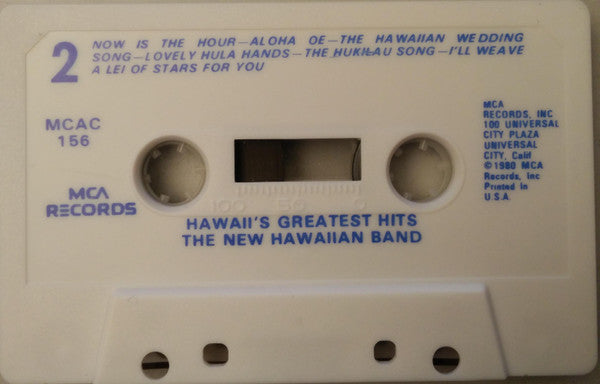 2
NOW IS THE HOUR—ALOHA OE—THE HAWAIIAN WEDDING
SONG—LOVELY HULA HANDS—THE HUKILAU SONG—I'LL WEAVE
A LEI OF STARS FOR YOU
MCAC
156
MCA
RECORDS
100 50 0
MCA
RECORDS, INC
100 UNIVERSAL
CITY PLAZA
UNIVERSAL
CITY, Calif
©1980 MCA
Records, Inc
Printed in
U.S.A.
HAWAII'S GREATEST HITS
THE NEW HAWAIIAN BAND